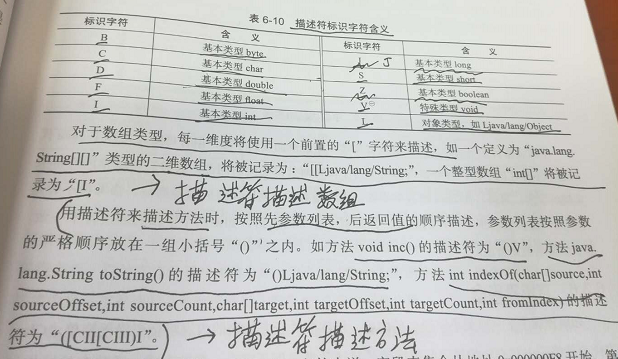 表 6-10 描述符标识字符含义
标识字符 含 义 标识字符 含 义
B 基本类型 byte J 基本类型 long
C 基本类型 char S 基本类型 short
D 基本类型 double Z 基本类型 boolean
F 基本类型 float V 特殊类型 void
I 基本类型 int L 对象类型，如 Ljava/lang/Object
对于数组类型，每一维度将使用一个前置的“[”字符来描述，如一个定义为“java.lang.
String[][]”类型的二维数组，将被记录为：“[[Ljava/lang/String;”，一个整型数组“int[]”将被记
录为“[I”。
→描述符描述数组
用描述符来描述方法时，按照先参数列表，后返回值的顺序描述，参数列表按照参数
的严格顺序放在一组小括号“()”之内。如方法 void inc() 的描述符为“()V”，方法 java.
lang.String toString() 的描述符为“()Ljava/lang/String;”，方法 int indexOf(char[]source,int
sourceOffset,int sourceCount,char[]target,int targetOffset,int targetCount,int fromIndex) 的描述
符为“([CII[CIII)I”。
→描述符描述方法